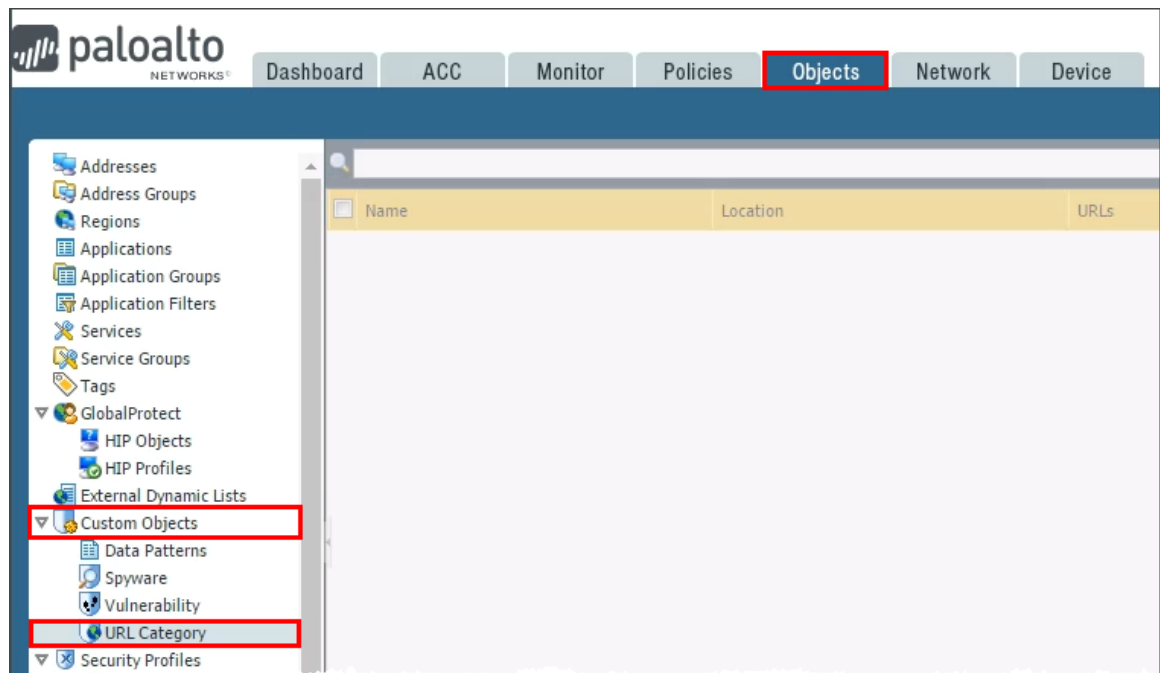 paloalto
NETWORKS®
Dashboard ACC Monitor Policies Objects Network Device
Addresses
Address Groups
Regions
Applications
Application Groups
Application Filters
Services
Service Groups
Tags
GlobalProtect
HIP Objects
HIP Profiles
External Dynamic Lists
Custom Objects
Data Patterns
Spyware
Vulnerability
URL Category
Security Profiles
Name Location URLs